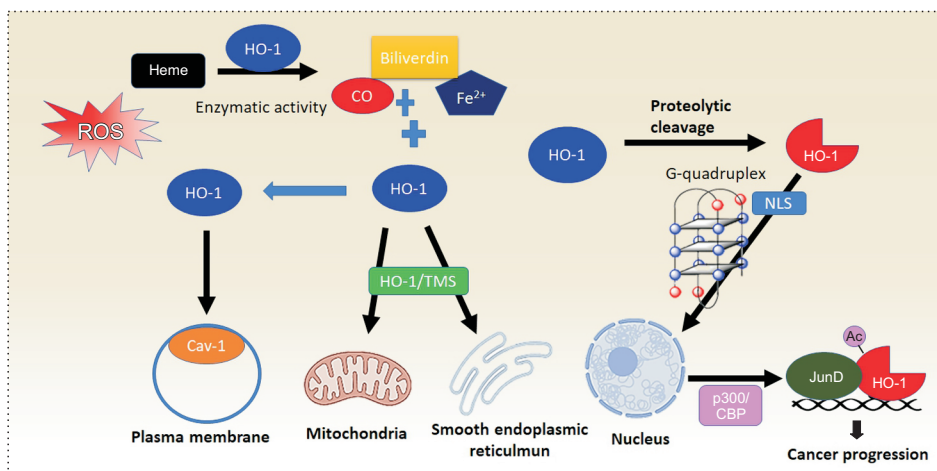 HO-1
Heme
Biliverdin
CO
Fe²⁺
Enzymatic activity
ROS
Proteolytic
cleavage
HO-1
HO-1
G-quadruplex
NLS
HO-1
HO-1
HO-1/TMS
Cav-1
Ac
JunD
HO-1
p300/
CBP
Plasma membrane
Mitochondria
Smooth endoplasmic
reticulmun
Nucleus
Cancer progression